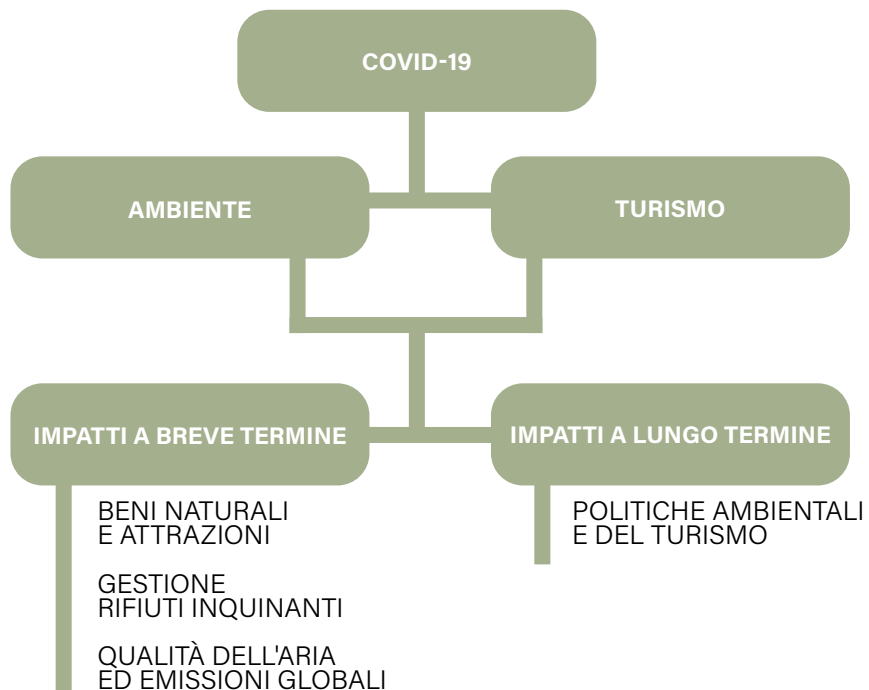 COVID-19
AMBIENTE
TURISMO
IMPATTI A BREVE TERMINE
IMPATTI A LUNGO TERMINE
BENI NATURALI
E ATTRAZIONI
GESTIONE
RIFIUTI INQUINANTI
QUALITÀ DELL'ARIA
ED EMISSIONI GLOBALI
POLITICHE AMBIENTALI
E DEL TURISMO